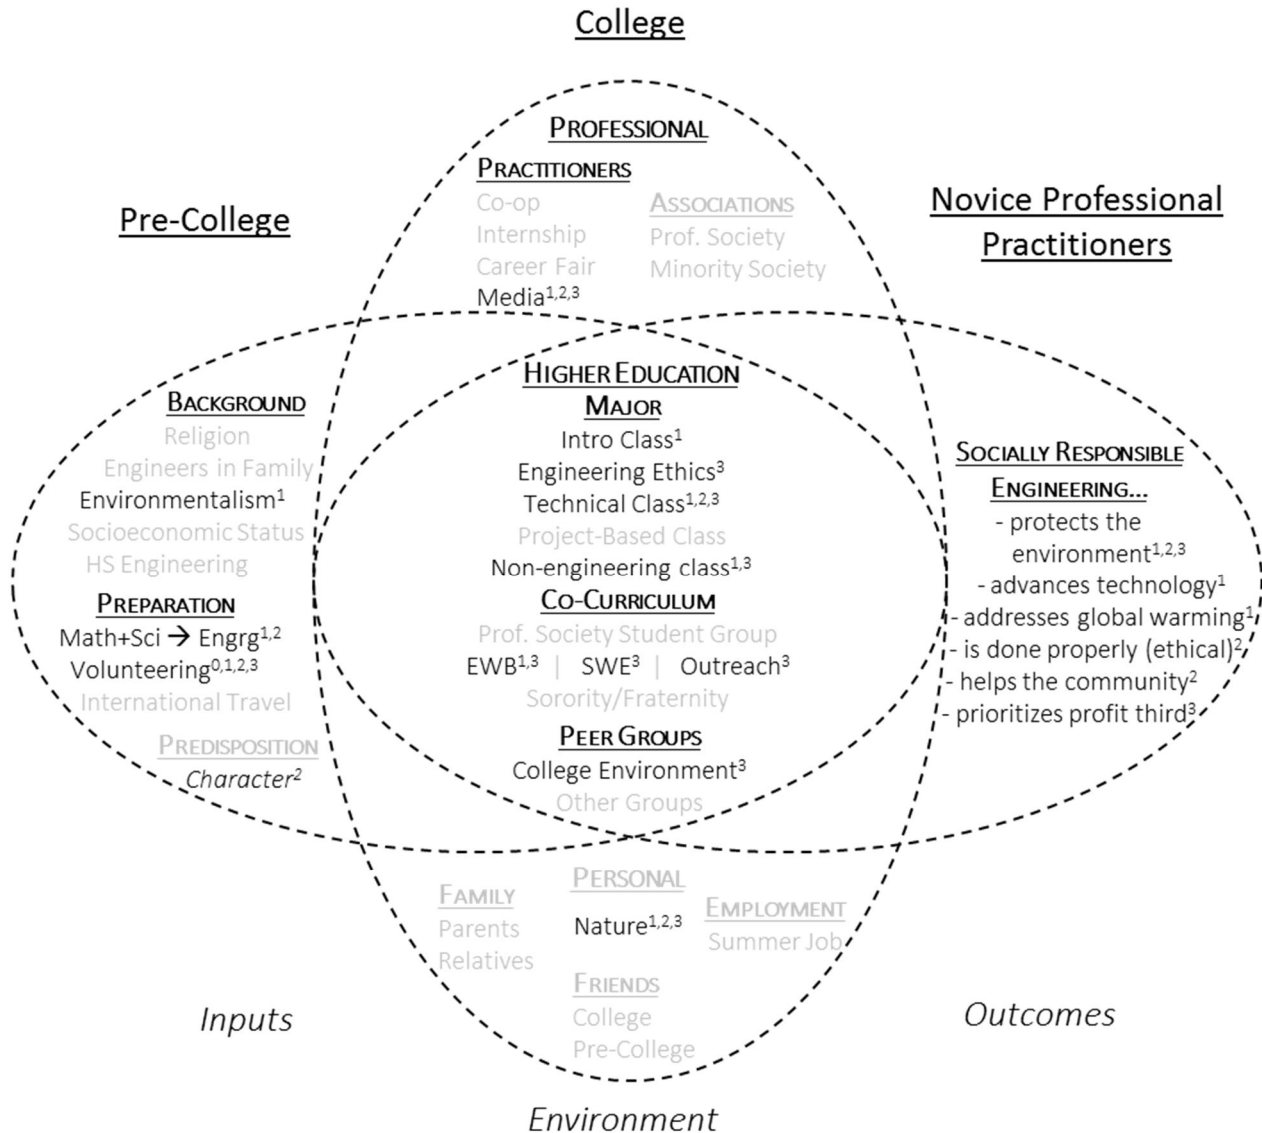 College
Pre-College
Novice Professional
Practitioners
PROFESSIONAL
PRACTITIONERS
Co-op
Internship
Career Fair
Media1,2,3
ASSOCIATIONS
Prof. Society
Minority Society
BACKGROUND
Religion
Engineers in Family
Environmentalism1
Socioeconomic Status
HS Engineering
PREPARATION
Math+Sci → Engrg1,2
Volunteering0,1,2,3
International Travel
PREDISPOSITION
Character2
HIGHER EDUCATION
MAJOR
Intro Class1
Engineering Ethics3
Technical Class1,2,3
Project-Based Class
Non-engineering class1,3
CO-CURRICULUM
Prof. Society Student Group
EWB1,3 | SWE3 | Outreach3
Sorority/Fraternity
PEER GROUPS
College Environment3
Other Groups
SOCIALLY RESPONSIBLE
ENGINEERING...
- protects the
environment1,2,3
- advances technology1
- addresses global warming1
- is done properly (ethical)2
- helps the community2
- prioritizes profit third3
FAMILY
Parents
Relatives
PERSONAL
Nature1,2,3
EMPLOYMENT
Summer Job
FRIENDS
College
Pre-College
Inputs
Outcomes
Environment